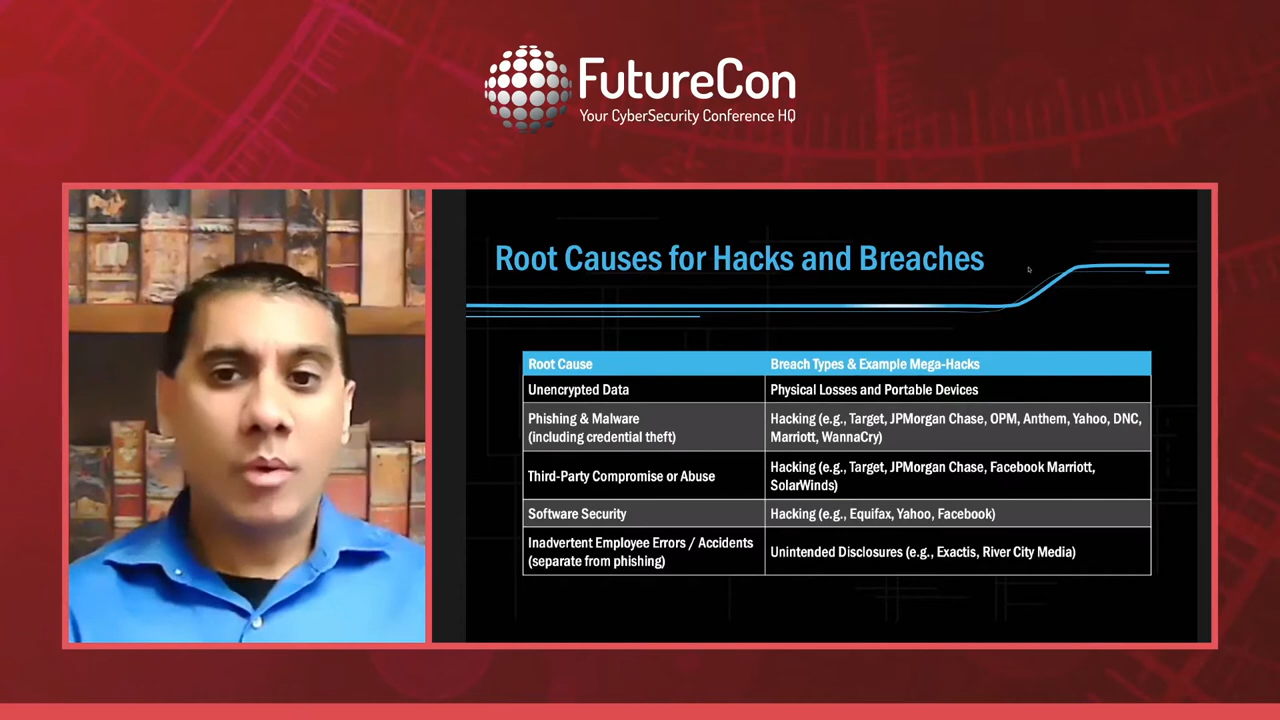 FutureCon
Your CyberSecurity Conference HQ
Root Causes for Hacks and Breaches
Root Cause
Breach Types & Example Mega-Hacks
Unencrypted Data
Physical Losses and Portable Devices
Phishing & Malware
(including credential theft)
Hacking (e.g., Target, JPMorgan Chase, OPM, Anthem, Yahoo, DNC,
Marriott, WannaCry)
Third-Party Compromise or Abuse
Hacking (e.g., Target, JPMorgan Chase, Facebook Marriott,
SolarWinds)
Software Security
Hacking (e.g., Equifax, Yahoo, Facebook)
Inadvertent Employee Errors / Accidents
(separate from phishing)
Unintended Disclosures (e.g., Exactis, River City Media)